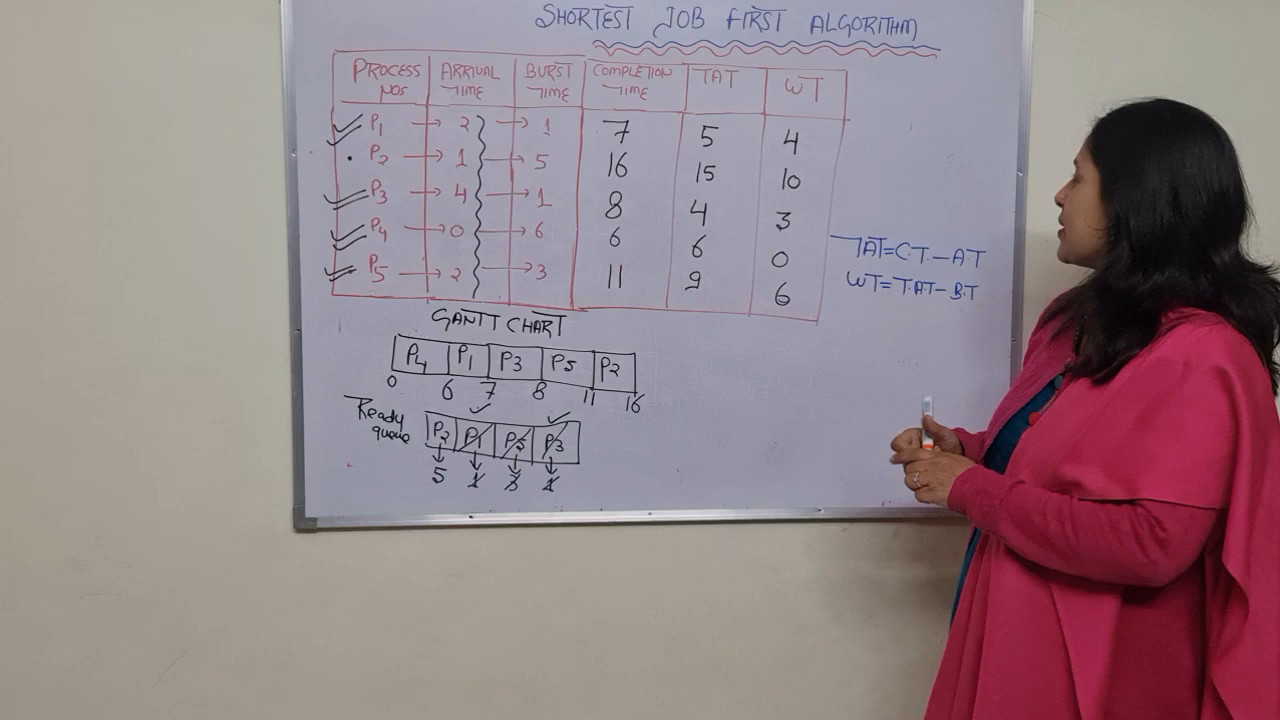 SHORTEST JOB FIRST ALGORITHM
PROCESS NOS ARRIVAL TIME BURST TIME COMPLETION TIME TAT WT
P1 → 2 → 1 7 5 4
P2 → 1 → 5 16 15 10
P3 → 4 → 1 8 4 3
P4 → 0 → 6 6 6 0
P5 → 2 → 3 11 9 6
TAT=C.T.-A.T
WT=T.A.T-B.T
GANTT CHART
P4 P1 P3 P5 P2
0 6 7 8 11 16
Ready queue
P2 P1 P5 P3
5 1 3 1